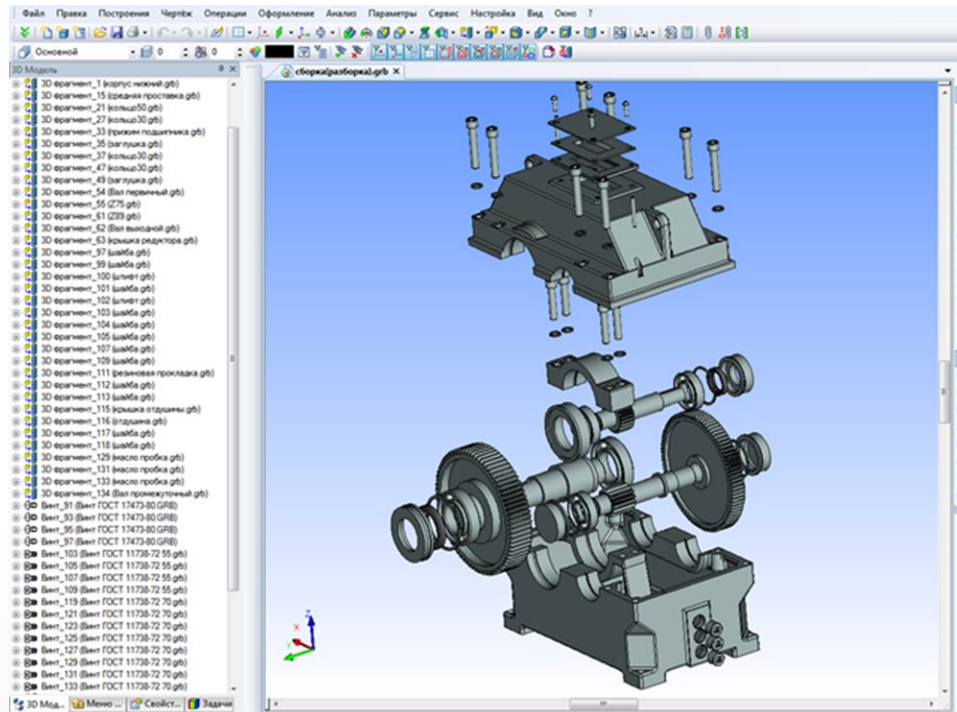 Файл Правка Построения Чертёж Операции Оформление Анализ Параметры Сервис Настройка Вид Окно ?
Основной 0 0
3D Модель
сборка(разборка).grb
3D фрагмент_1 (корпус нижний.grb)
3D фрагмент_15 (средняя проставка.grb)
3D фрагмент_21 (кольцо50.grb)
3D фрагмент_27 (кольцо30.grb)
3D фрагмент_33 (прижим подшипника.grb)
3D фрагмент_35 (заглушка.grb)
3D фрагмент_37 (кольцо30.grb)
3D фрагмент_47 (кольцо30.grb)
3D фрагмент_49 (заглушка.grb)
3D фрагмент_54 (Вал первичный.grb)
3D фрагмент_55 (Z75.grb)
3D фрагмент_61 (Z89.grb)
3D фрагмент_62 (Вал выходной.grb)
3D фрагмент_63 (крышка редуктора.grb)
3D фрагмент_97 (шайба.grb)
3D фрагмент_99 (шайба.grb)
3D фрагмент_100 (штифт.grb)
3D фрагмент_101 (шайба.grb)
3D фрагмент_102 (штифт.grb)
3D фрагмент_103 (шайба.grb)
3D фрагмент_104 (шайба.grb)
3D фрагмент_105 (шайба.grb)
3D фрагмент_107 (шайба.grb)
3D фрагмент_109 (шайба.grb)
3D фрагмент_111 (резиновая прокладка.grb)
3D фрагмент_112 (шайба.grb)
3D фрагмент_113 (шайба.grb)
3D фрагмент_115 (крышка отдушины.grb)
3D фрагмент_116 (отдушина.grb)
3D фрагмент_117 (шайба.grb)
3D фрагмент_118 (шайба.grb)
3D фрагмент_129 (масло пробка.grb)
3D фрагмент_131 (масло пробка.grb)
3D фрагмент_133 (масло пробка.grb)
3D фрагмент_134 (Вал промежуточный.grb)
Винт_91 (Винт ГОСТ 17473-80.GRB)
Винт_93 (Винт ГОСТ 17473-80.GRB)
Винт_95 (Винт ГОСТ 17473-80.GRB)
Винт_97 (Винт ГОСТ 17473-80.GRB)
Винт_103 (Винт ГОСТ 11738-72 55.grb)
Винт_105 (Винт ГОСТ 11738-72 55.grb)
Винт_107 (Винт ГОСТ 11738-72 55.grb)
Винт_109 (Винт ГОСТ 11738-72 55.grb)
Винт_119 (Винт ГОСТ 11738-72 70.grb)
Винт_121 (Винт ГОСТ 11738-72 70.grb)
Винт_123 (Винт ГОСТ 11738-72 70.grb)
Винт_125 (Винт ГОСТ 11738-72 70.grb)
Винт_127 (Винт ГОСТ 11738-72 70.grb)
Винт_129 (Винт ГОСТ 11738-72 70.grb)
Винт_131 (Винт ГОСТ 11738-72 70.grb)
Винт_133 (Винт ГОСТ 11738-72 70.grb)
Z
X
Y
3D Мод... Меню ... Свойст... Задачи